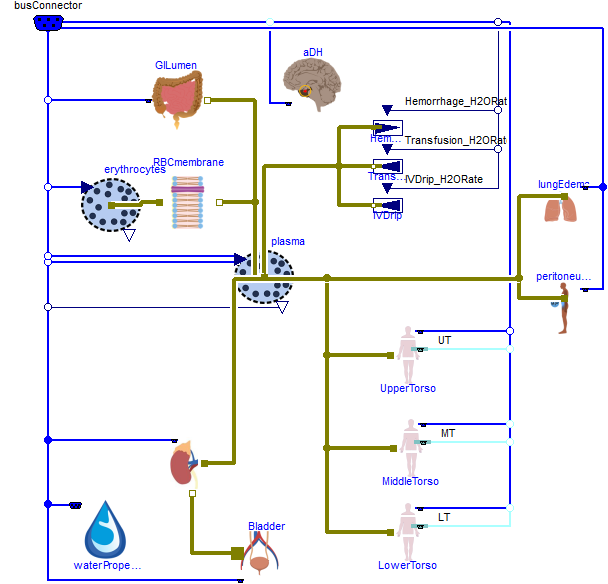 busConnector
aDH
GILumen
Hemorrhage_H2ORat
Hem...
Transfusion_H2ORat
RBCmembrane
erythrocytes
Trans...
IVDrip_H2ORate
lungEdem
IVDrip
plasma
peritoneu...
UT
UpperTorso
MT
MiddleTorso
LT
Bladder
waterPrope...
LowerTorso